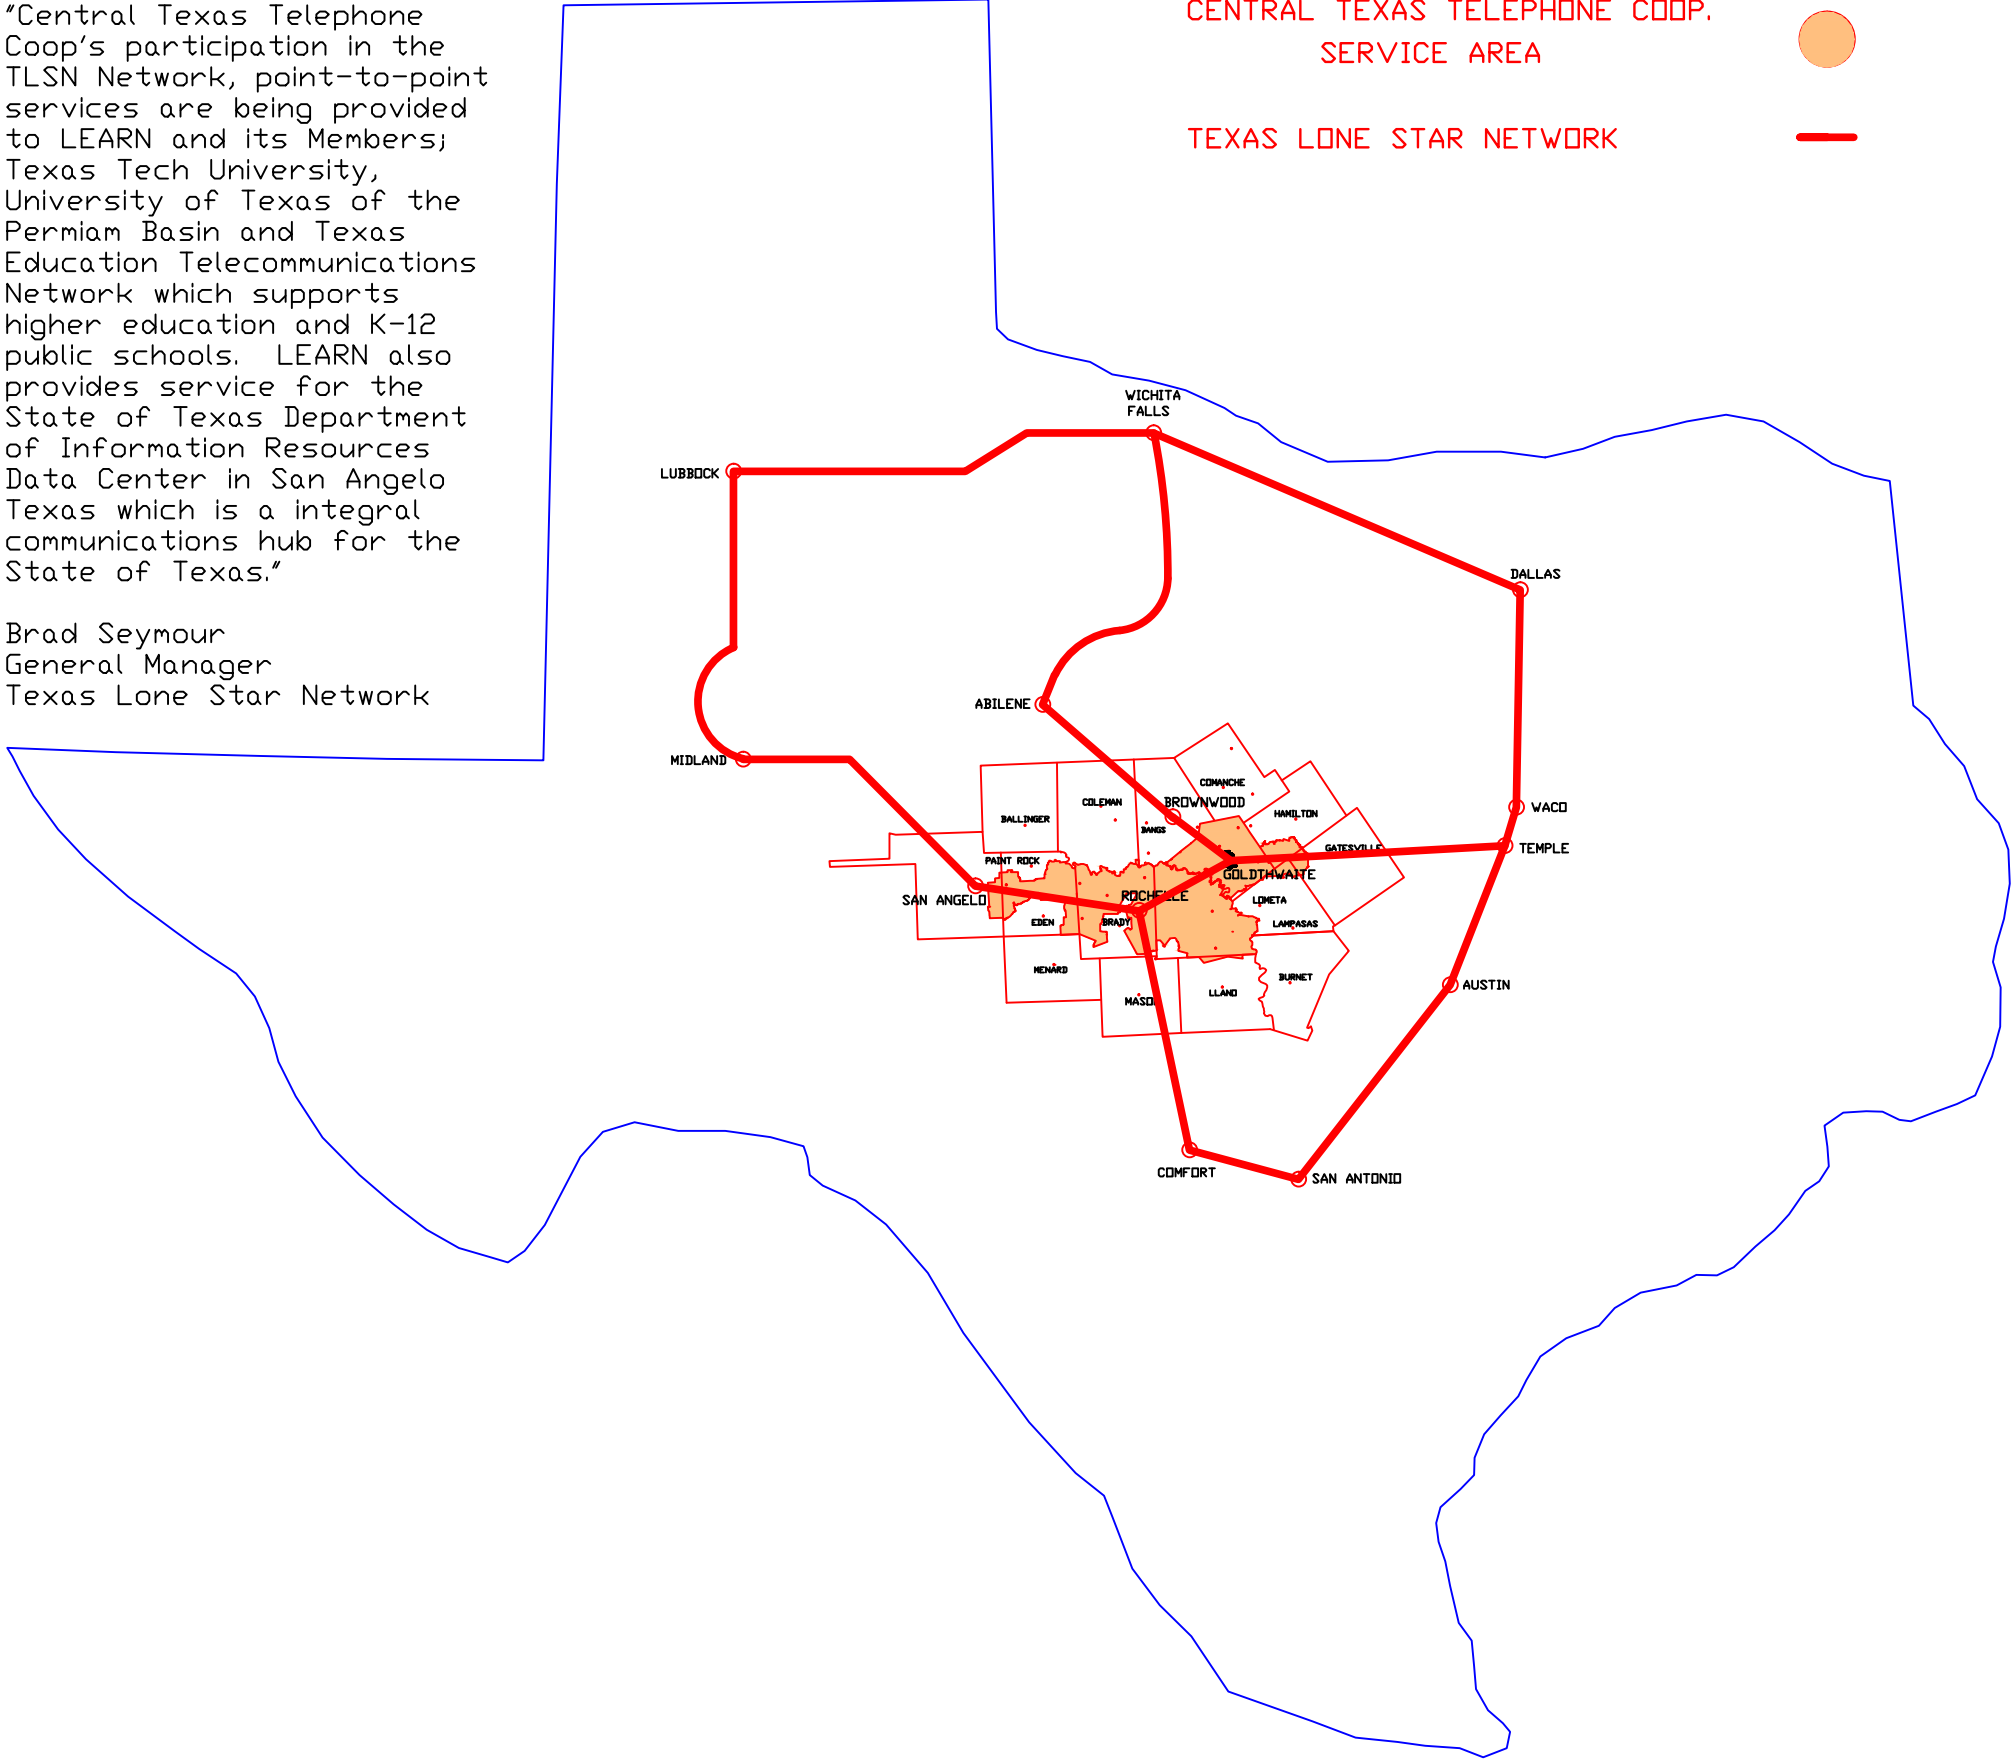 "Central Texas Telephone
Coop's participation in the
TLSN Network, point-to-point
services are being provided
to LEARN and its Members;
Texas Tech University,
University of Texas of the
Permiam Basin and Texas
Education Telecommunications
Network which supports
higher education and K-12
public schools.  LEARN also
provides service for the
State of Texas Department
of Information Resources
Data Center in San Angelo
Texas which is a integral
communications hub for the
State of Texas."
Brad Seymour
General Manager
Texas Lone Star Network
CENTRAL TEXAS TELEPHONE COOP.
SERVICE AREA
TEXAS LONE STAR NETWORK
WICHITA
FALLS
LUBBOCK
DALLAS
ABILENE
MIDLAND
COMANCHE
COLEMAN
BROWNWOOD
WACO
BALLINGER
HAMILTON
BANGS
GATESVILLE
TEMPLE
PAINT ROCK
GOLDTHWAITE
SAN ANGELO
ROCHELLE
LOMETA
EDEN
BRADY
LAMPASAS
MENARD
BURNET
AUSTIN
MASON
LLANO
COMFORT
SAN ANTONIO